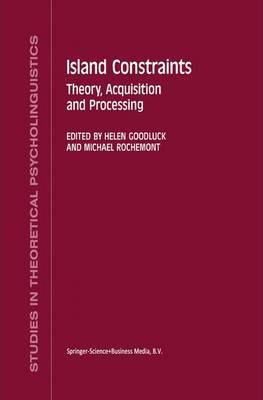 STUDIES IN THEORETICAL PSYCHOLINGUISTICS
Island Constraints
Theory, Acquisition
and Processing
EDITED BY HELEN GOODLUCK
AND MICHAEL ROCHEMONT
Springer-Science+Business Media, B.V.